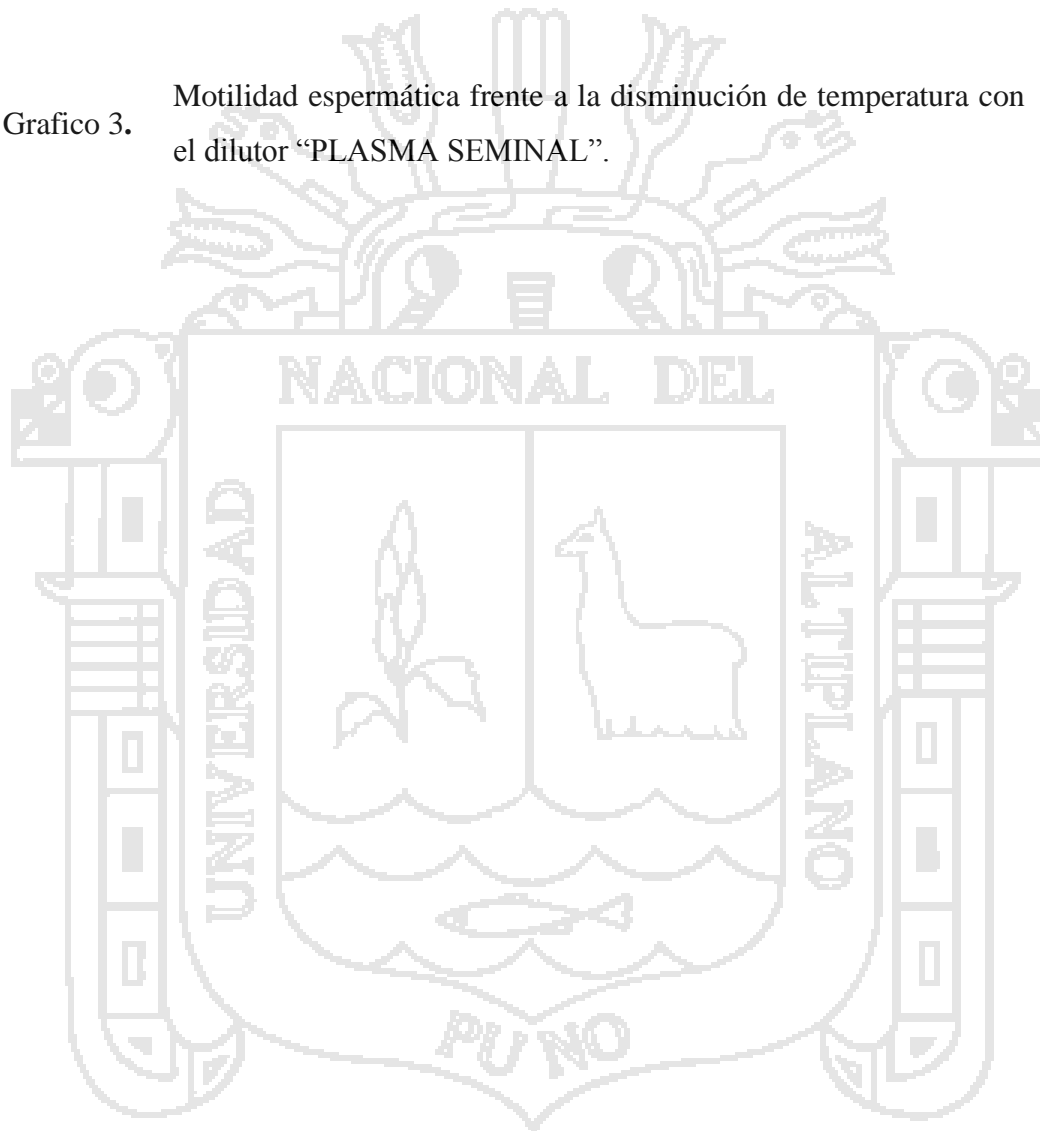 Grafico 3.
Motilidad espermática frente a la disminución de temperatura con
el dilutor “PLASMA SEMINAL”.
NACIONAL DEL
UNIVERSIDAD
ALTIPLANO
PUNO